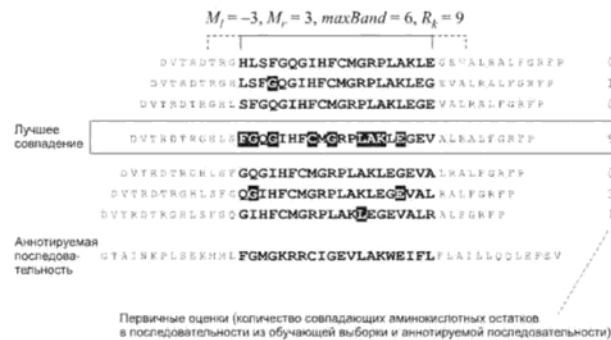 M_l = –3, M_r = 3, maxBand = 6, R_k = 9
DVTRDTRGHLSFGQGIHFCMGRPLAKLEGEVALRALFGRFP
DVTRDTRGHLSFGQGIHFCMGRPLAKLEGEVALRALFGRFP
DVTRDTRGHLSFGQGIHFCMGRPLAKLEGEVALRALFGRFP
Лучшее
совпадение
DVTRDTRGHLSFGQGIHFCMGRPLAKLEGEVALRALFGRFP
DVTRDTRGHLSFGQGIHFCMGRPLAKLEGEVALRALFGRFP
DVTRDTRGHLSFGQGIHFCMGRPLAKLEGEVALRALFGRFP
DVTRDTRGHLSFGQGIHFCMGRPLAKLEGEVALRALFGRFP
Аннотируемая
последова-
тельность
FGMGKRRCIGEVLAKWEIFL
Первичные оценки (количество совпадающих аминокислотных остатков
в последовательности из обучающей выборки и аннотируемой последовательности)